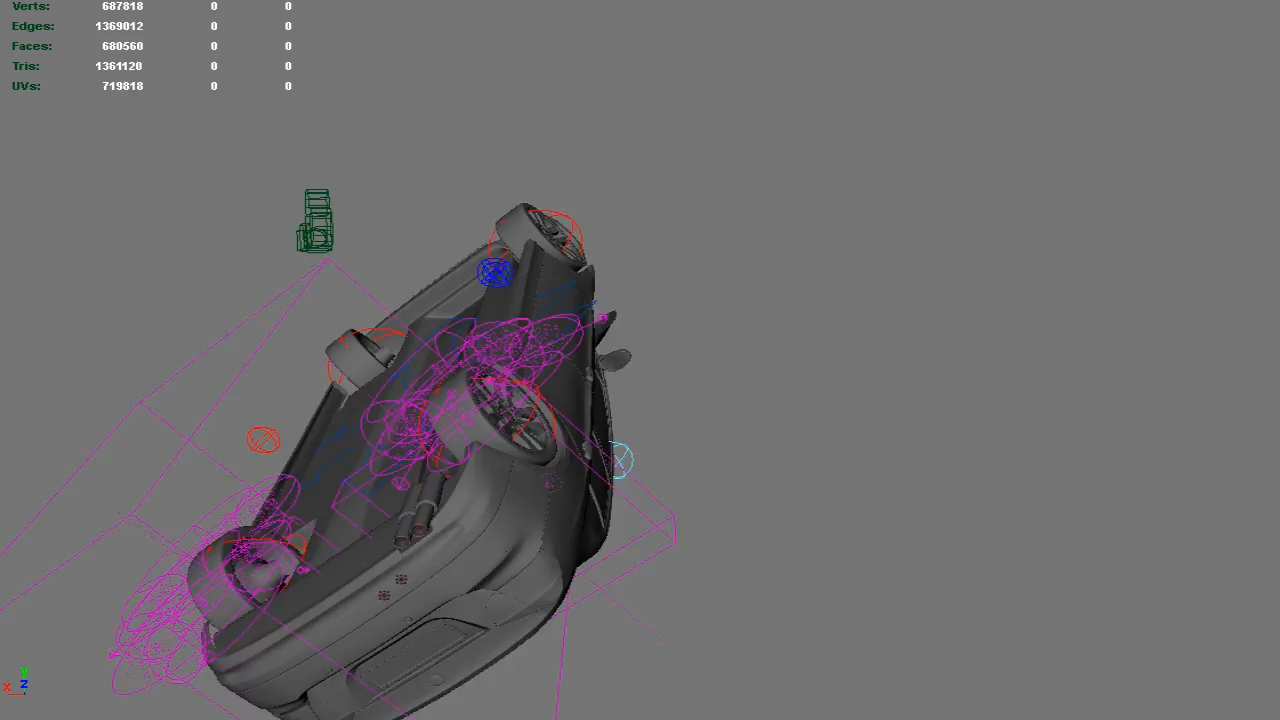 Verts: 687818 0 0
Edges: 1369012 0 0
Faces: 680560 0 0
Tris: 1361120 0 0
UVs: 719818 0 0
y
x z